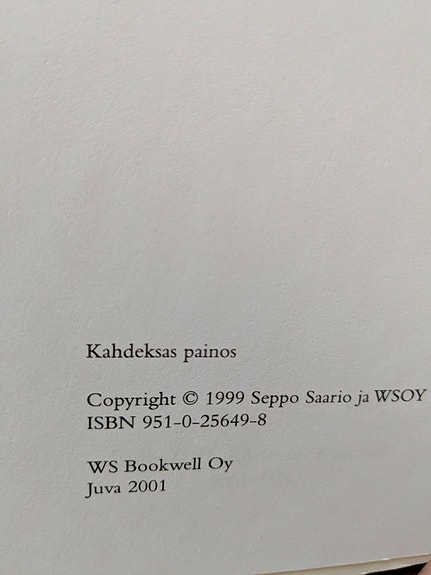 Kahdeksas painos
Copyright © 1999 Seppo Saario ja WSOY
ISBN 951-0-25649-8
WS Bookwell Oy
Juva 2001